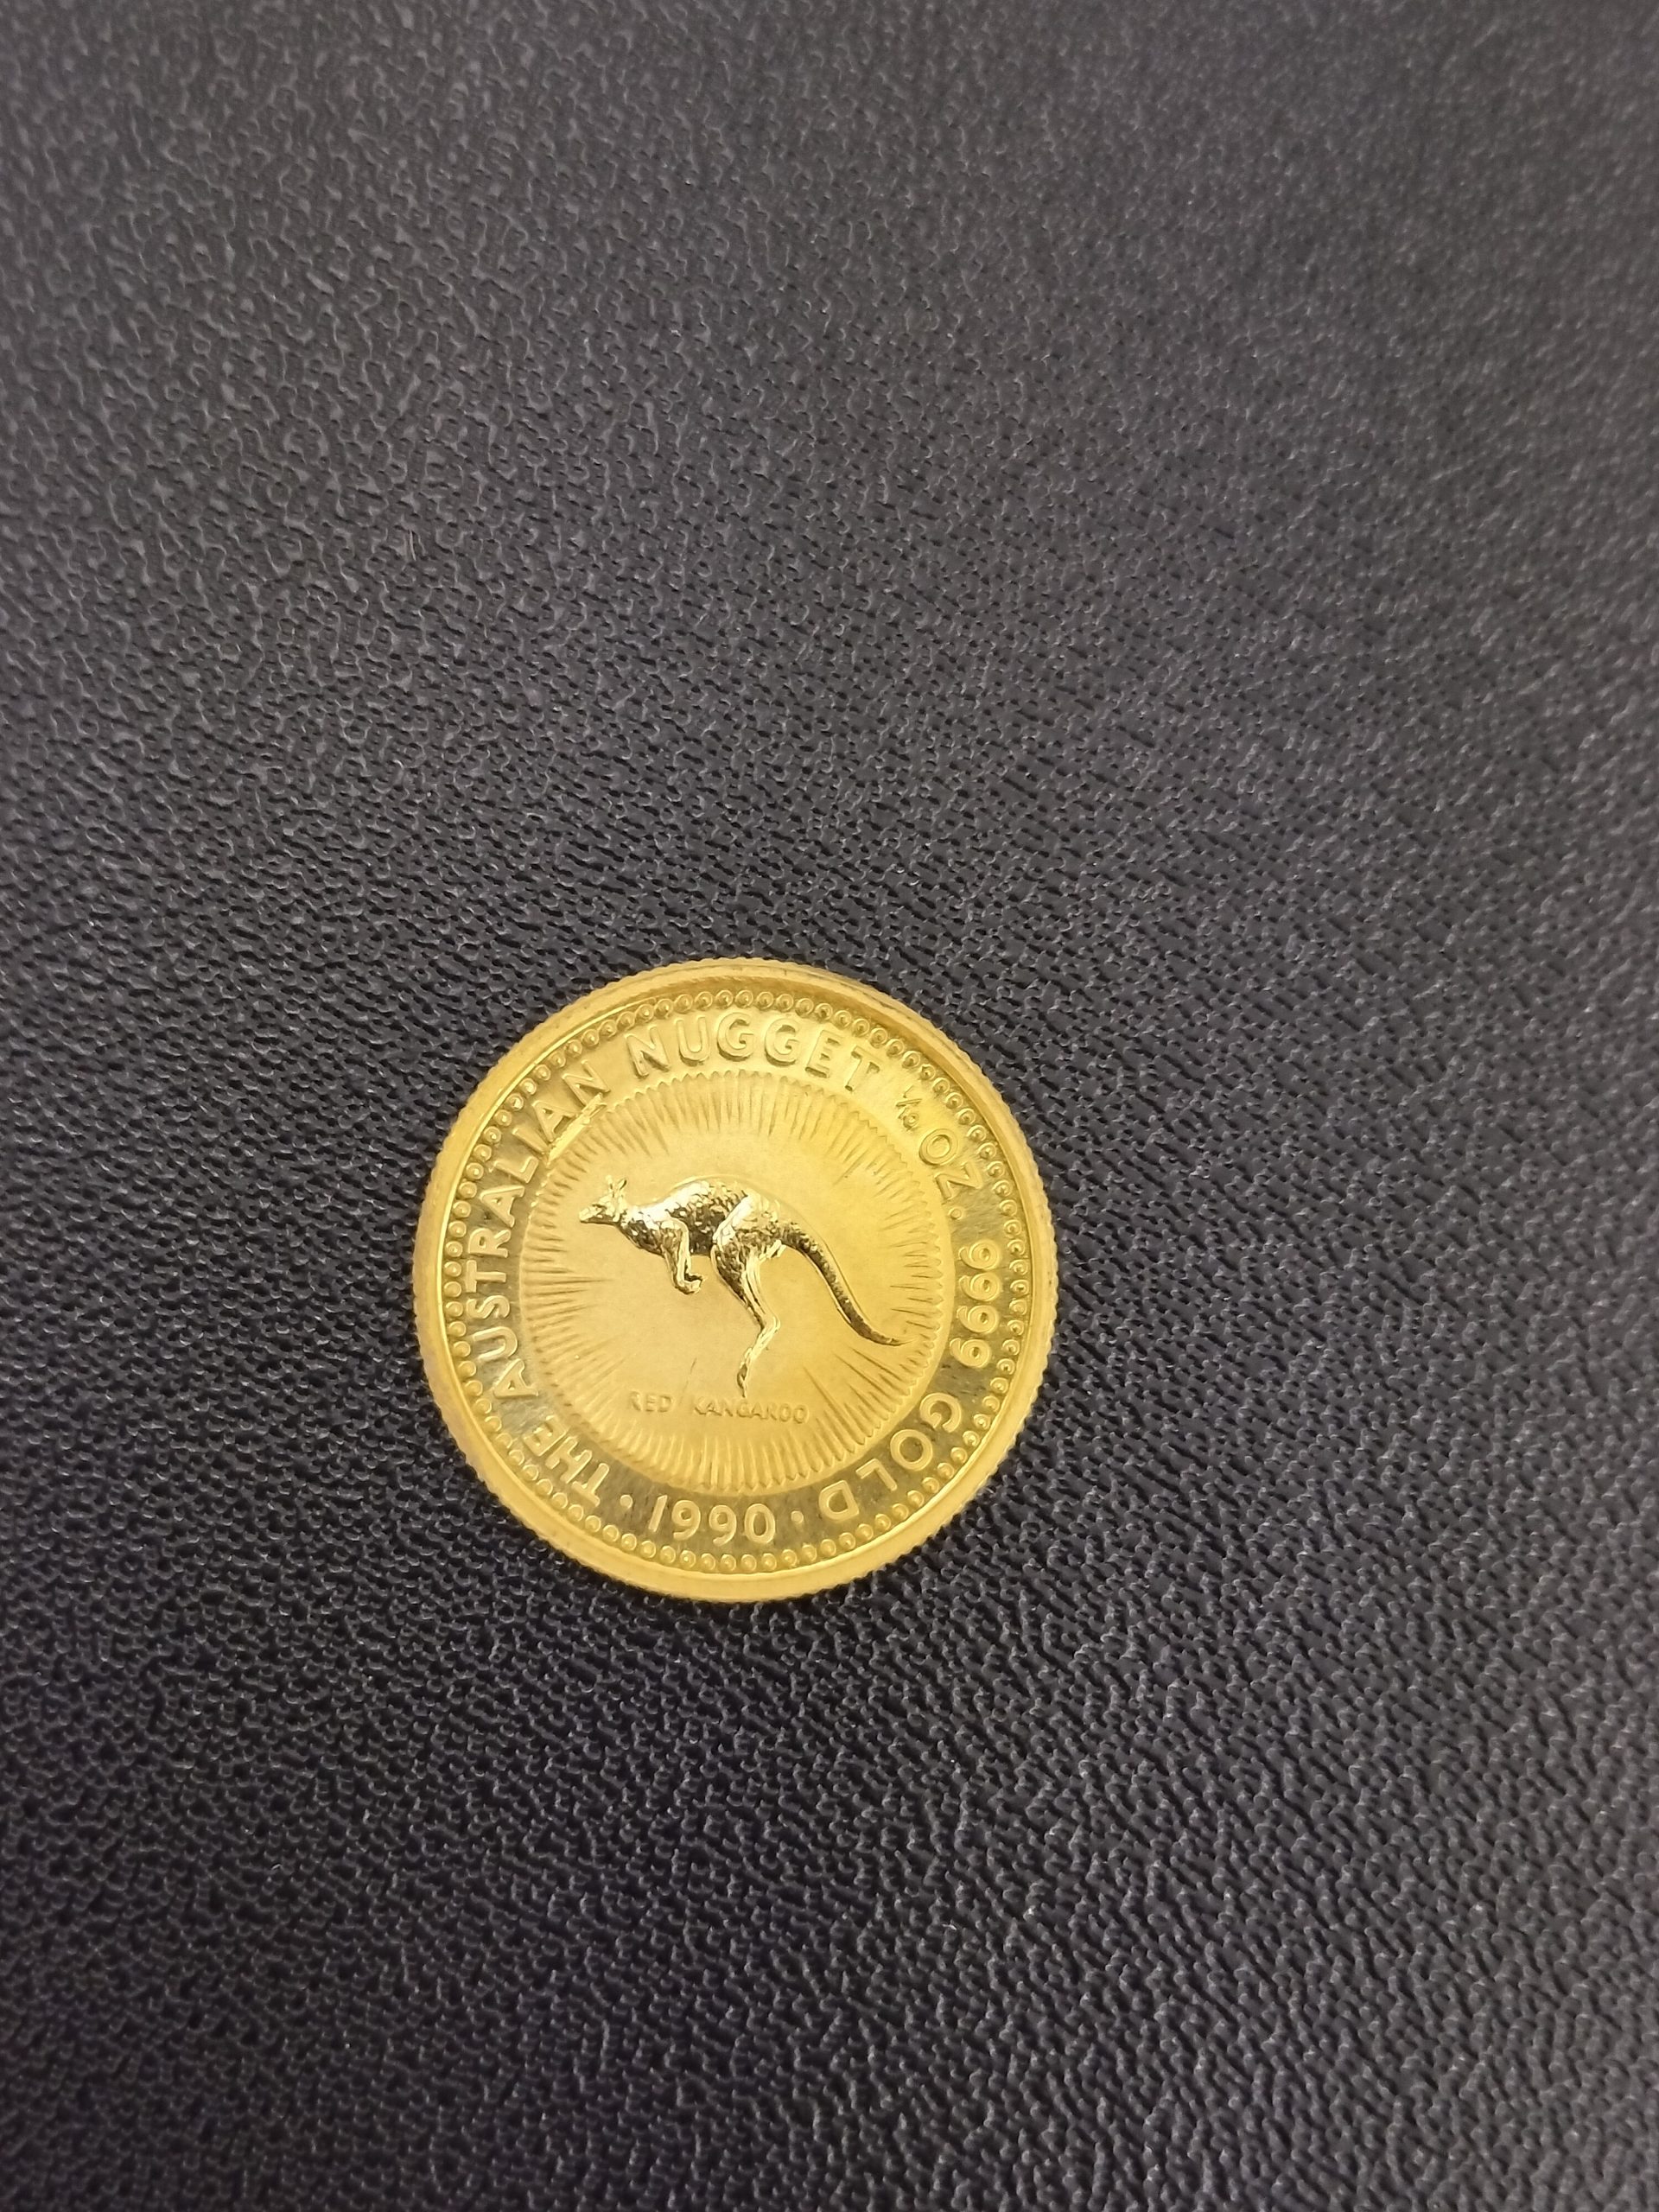 THE AUSTRALIAN NUGGET 1/10 OZ. 9999 GOLD
· 1990 ·
RED KANGAROO